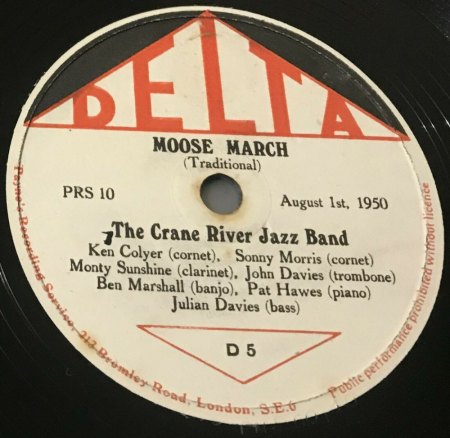 DELTA
MOOSE MARCH
(Traditional)
PRS 10
August 1st, 1950
The Crane River Jazz Band
Ken Colyer (cornet), Sonny Morris (cornet)
Monty Sunshine (clarinet), John Davies (trombone)
Ben Marshall (banjo), Pat Hawes (piano)
Julian Davies (bass)
D 5
Payne's Recording Service, 213 Bromley Road, London, S.E.6
Public performance prohibited without licence